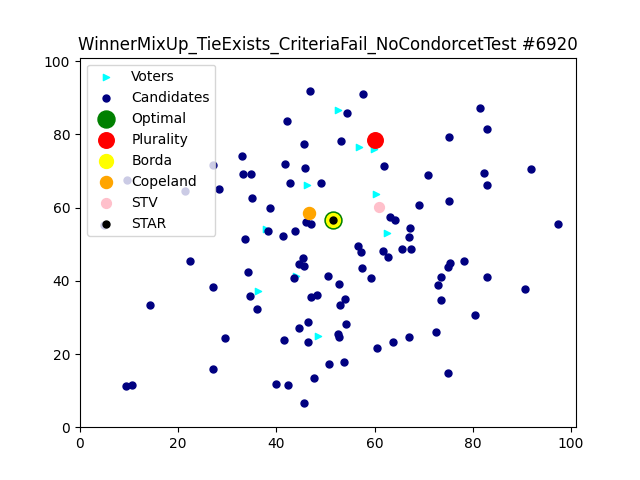 WinnerMixUp_TieExists_CriteriaFail_NoCondorcetTest #6920
100
80
60
40
20
0
Voters
Candidates
Optimal
Plurality
Borda
Copeland
STV
STAR
0 20 40 60 80 100